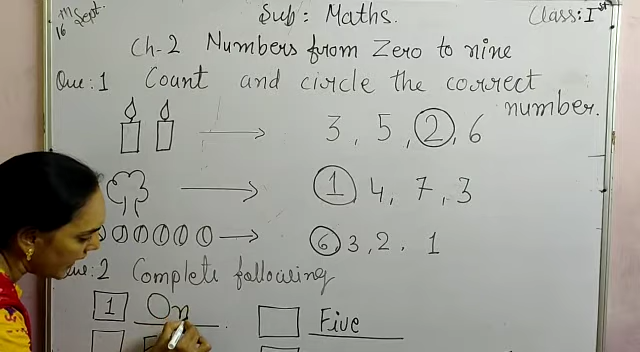 16th Sept. Sub: Maths. Class: Ist
Ch-2 Numbers from Zero to nine
Que: 1 Count and circle the correct
number.
3, 5, 2, 6
1, 4, 7, 3
6 3, 2. 1
Que: 2 Complete following
1 On Five